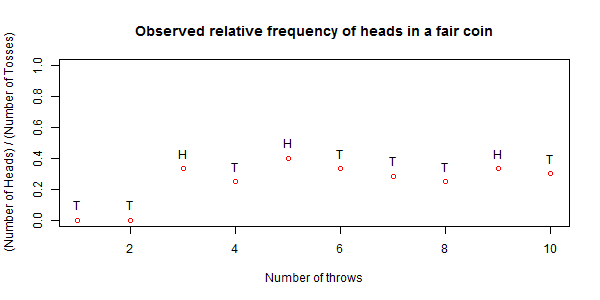 Observed relative frequency of heads in a fair coin
(Number of Heads) / (Number of Tosses)
1.0
0.8
0.6
0.4
0.2
0.0
T T H T H T T T H T
2 4 6 8 10
Number of throws